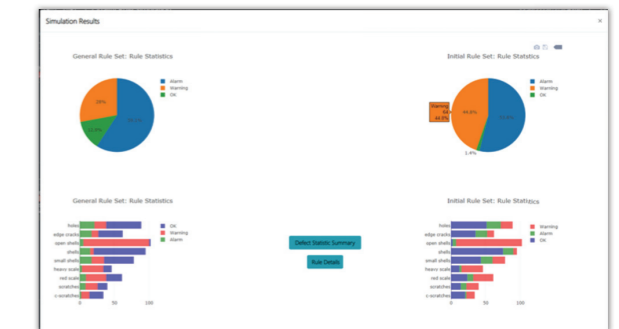 Simulation Results
×
General Rule Set: Rule Statistics
Alarm
Warning
OK
28%
Initial Rule Set: Rule Statistics
Alarm
Warning
OK
Warning
44.8%
1.4%
General Rule Set: Rule Statistics
holes
edge cracks
open shells
shells
small shells
heavy scale
red scale
scratches
c-scratches
0 50 100
OK
Warning
Alarm
Defect Statistic Summary
Rule Details
Initial Rule Set: Rule Statistics
holes
edge cracks
open shells
shells
small shells
heavy scale
red scale
scratches
c-scratches
0 50 100
Warning
Alarm
OK